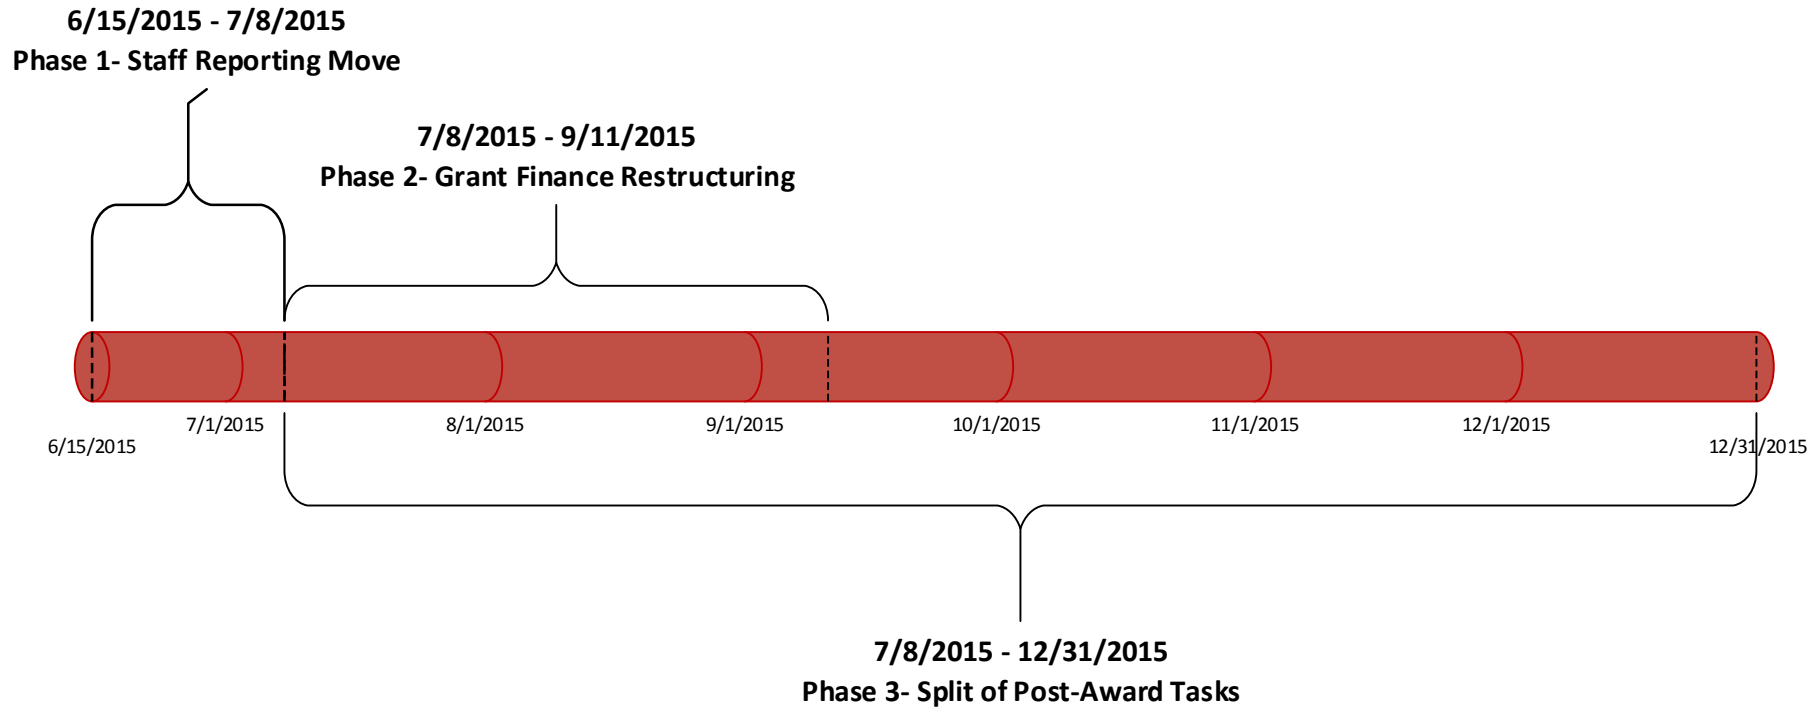 6/15/2015 - 7/8/2015
Phase 1- Staff Reporting Move
7/8/2015 - 9/11/2015
Phase 2- Grant Finance Restructuring
7/1/2015
8/1/2015
9/1/2015
10/1/2015
11/1/2015
12/1/2015
6/15/2015
12/31/2015
7/8/2015 - 12/31/2015
Phase 3- Split of Post-Award Tasks